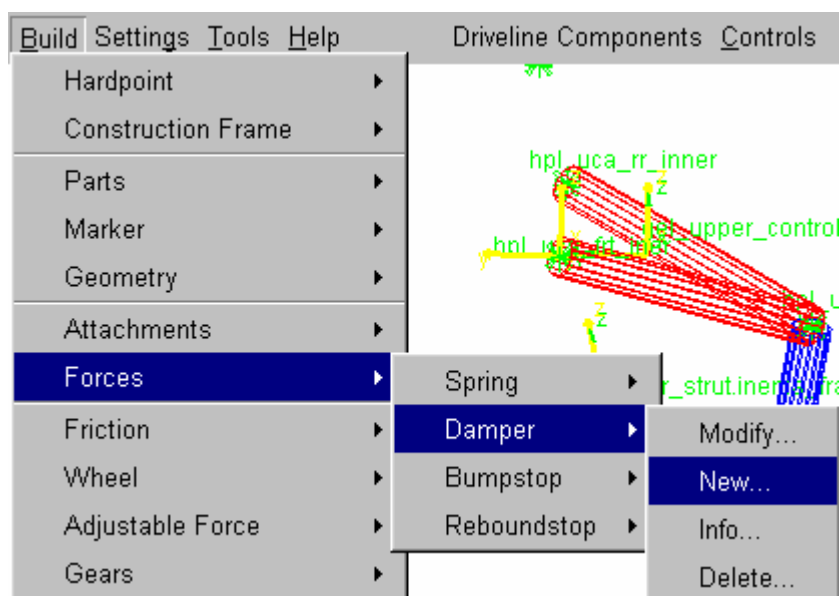 Build Settings Tools Help Driveline Components Controls
Hardpoint
Construction Frame
Parts
Marker
Geometry
Attachments
Forces
Friction
Wheel
Adjustable Force
Gears
Spring
Damper
Bumpstop
Reboundstop
Modify...
New...
Info...
Delete...
hpl_uca_rr_inner
z
_upper_control
y
z